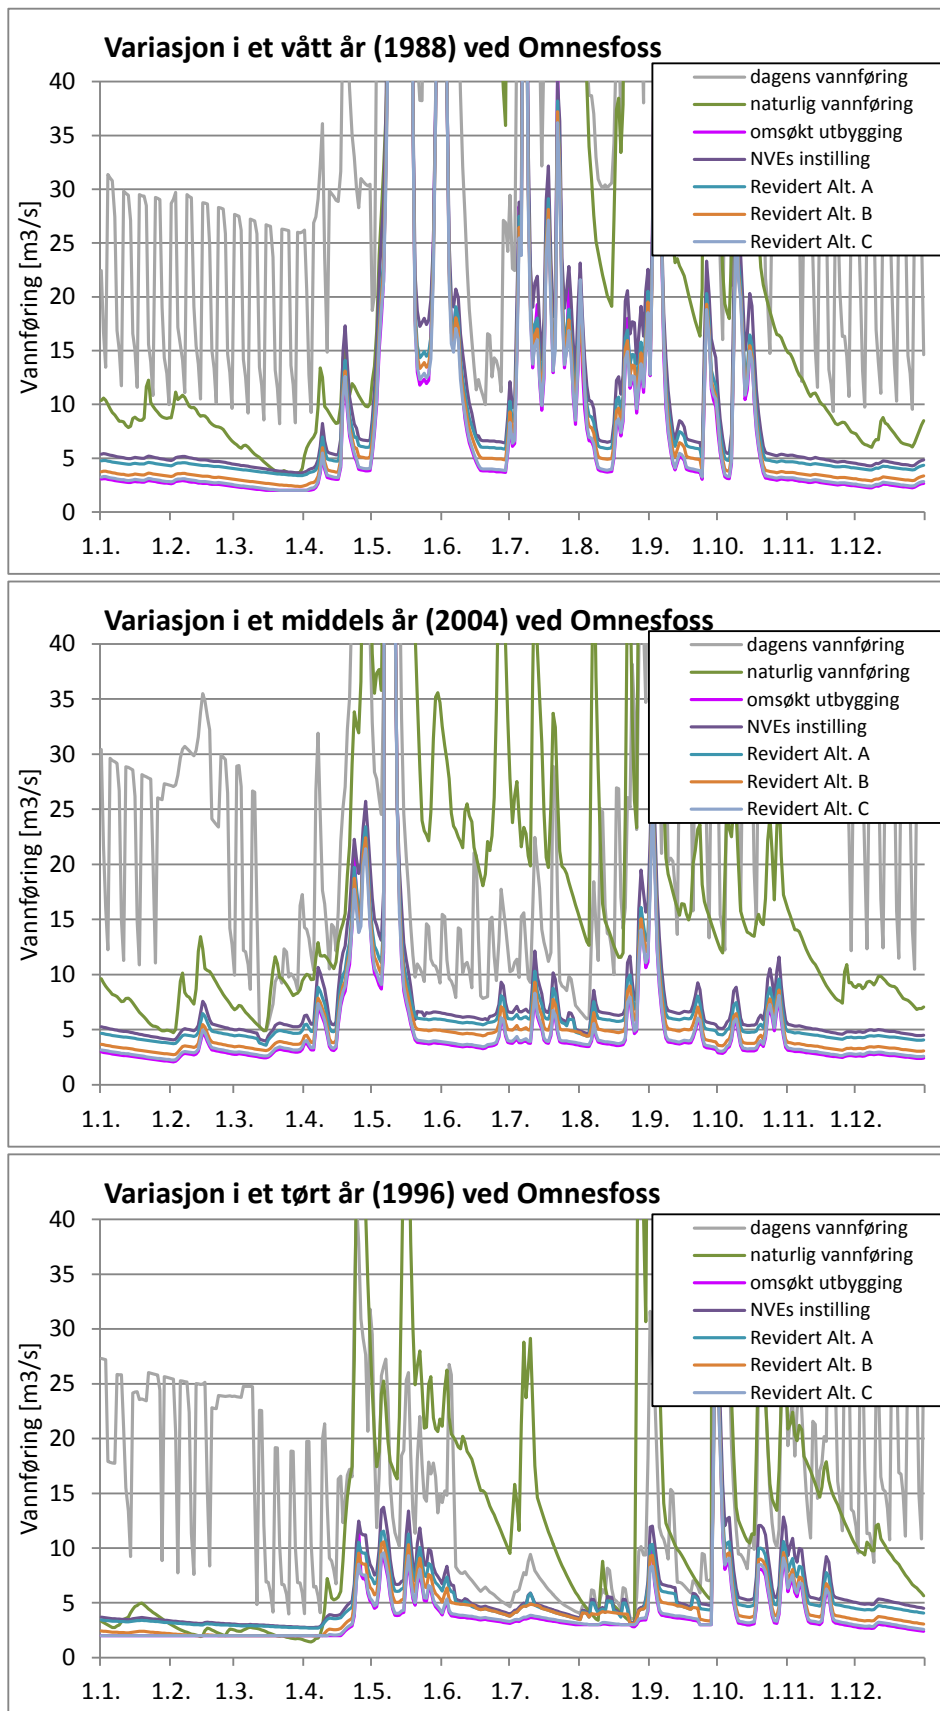 Variasjon i et vått år (1988) ved Omnesfoss
40
35
30
25
20
15
10
5
0
Vannføring [m3/s]
dagens vannføring
naturlig vannføring
omsøkt utbygging
NVEs instilling
Revidert Alt. A
Revidert Alt. B
Revidert Alt. C
1.1. 1.2. 1.3. 1.4. 1.5. 1.6. 1.7. 1.8. 1.9. 1.10. 1.11. 1.12.
Variasjon i et middels år (2004) ved Omnesfoss
40
35
30
25
20
15
10
5
0
Vannføring [m3/s]
dagens vannføring
naturlig vannføring
omsøkt utbygging
NVEs instilling
Revidert Alt. A
Revidert Alt. B
Revidert Alt. C
1.1. 1.2. 1.3. 1.4. 1.5. 1.6. 1.7. 1.8. 1.9. 1.10. 1.11. 1.12.
Variasjon i et tørt år (1996) ved Omnesfoss
40
35
30
25
20
15
10
5
0
Vannføring [m3/s]
dagens vannføring
naturlig vannføring
omsøkt utbygging
NVEs instilling
Revidert Alt. A
Revidert Alt. B
Revidert Alt. C
1.1. 1.2. 1.3. 1.4. 1.5. 1.6. 1.7. 1.8. 1.9. 1.10. 1.11. 1.12.